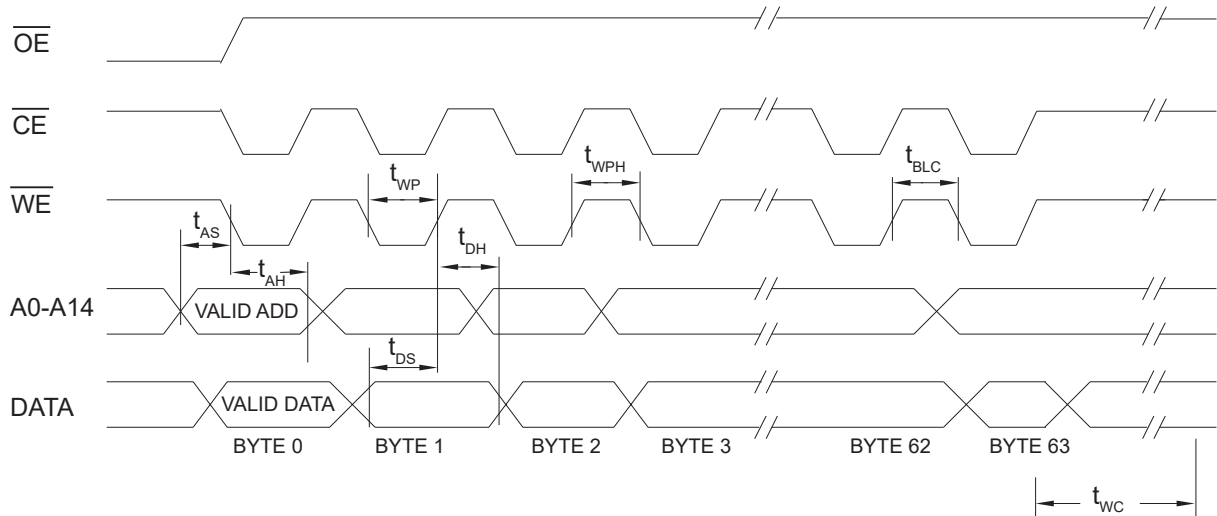 OE
CE
WE
tWP
tWPH
tBLC
tAS
tDH
tAH
A0-A14
VALID ADD
tDS
DATA
VALID DATA
BYTE 0 BYTE 1 BYTE 2 BYTE 3 BYTE 62 BYTE 63
tWC